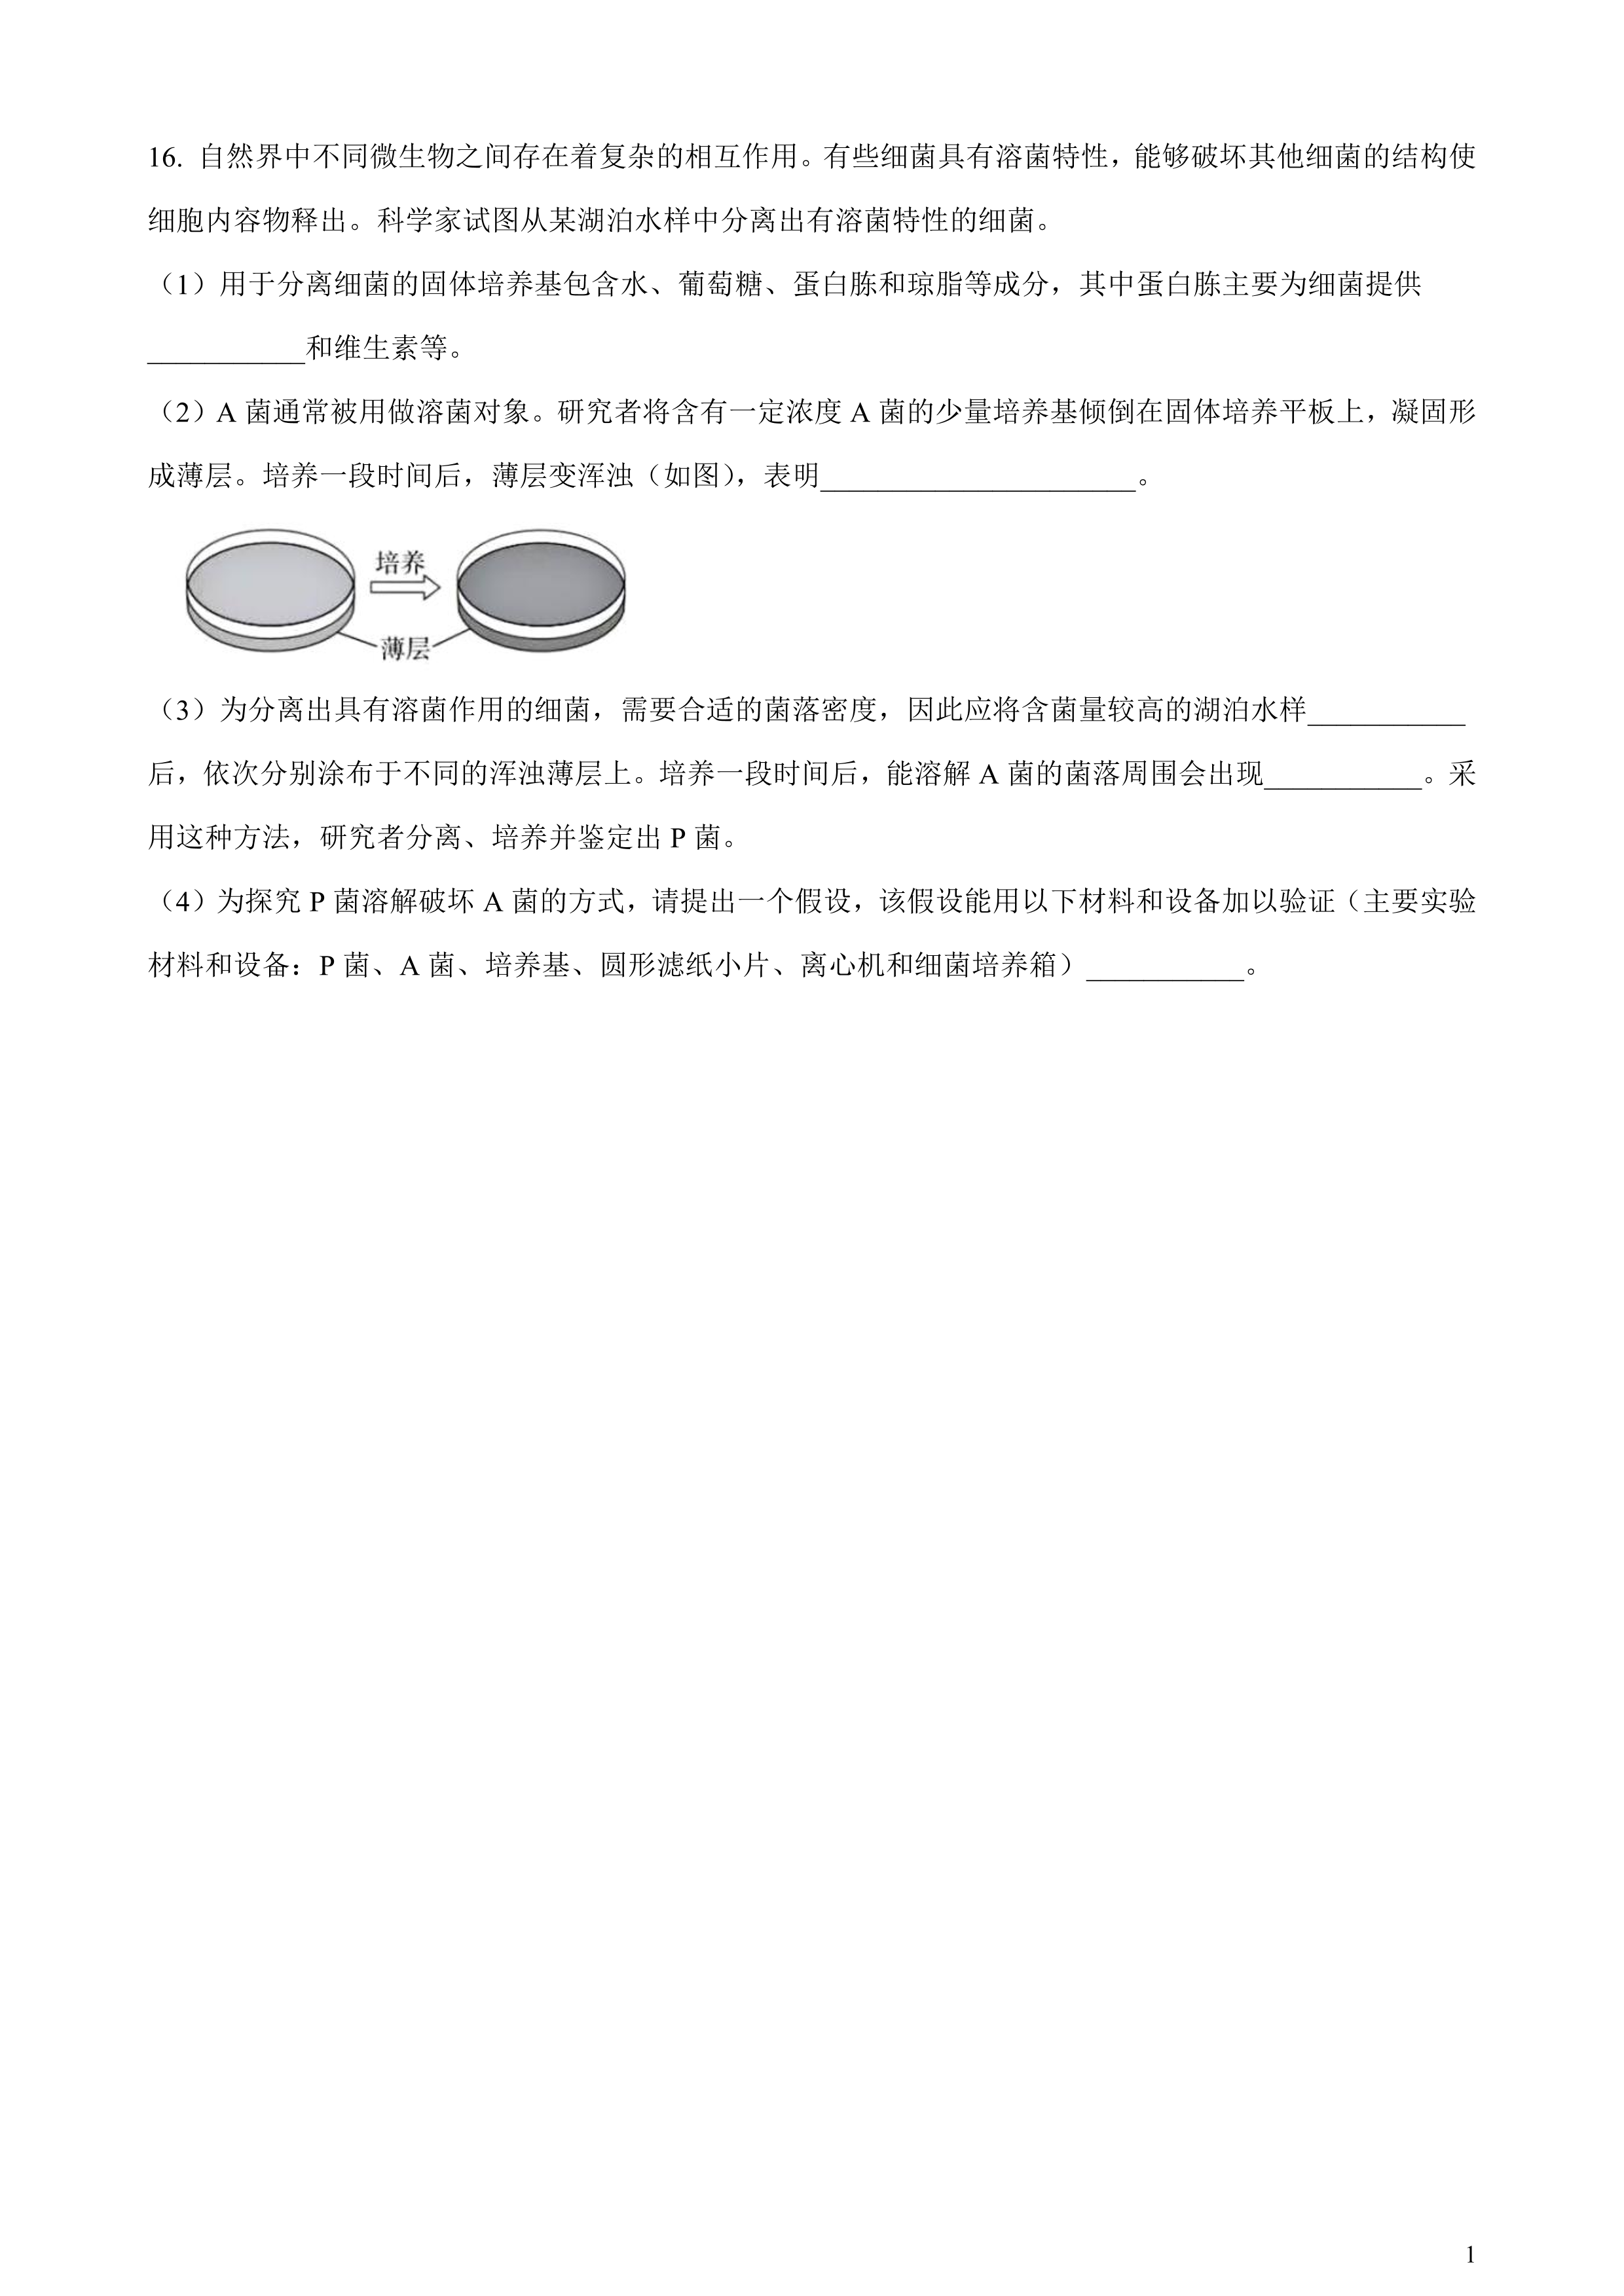 16. 自然界中不同微生物之间存在着复杂的相互作用。有些细菌具有溶菌特性，能够破坏其他细菌的结构使
细胞内容物释出。科学家试图从某湖泊水样中分离出有溶菌特性的细菌。
（1）用于分离细菌的固体培养基包含水、葡萄糖、蛋白胨和琼脂等成分，其中蛋白胨主要为细菌提供
___________和维生素等。
（2）A 菌通常被用做溶菌对象。研究者将含有一定浓度 A 菌的少量培养基倾倒在固体培养平板上，凝固形
成薄层。培养一段时间后，薄层变浑浊（如图），表明______________________。
培养
薄层
（3）为分离出具有溶菌作用的细菌，需要合适的菌落密度，因此应将含菌量较高的湖泊水样___________
后，依次分别涂布于不同的浑浊薄层上。培养一段时间后，能溶解 A 菌的菌落周围会出现___________。采
用这种方法，研究者分离、培养并鉴定出 P 菌。
（4）为探究 P 菌溶解破坏 A 菌的方式，请提出一个假设，该假设能用以下材料和设备加以验证（主要实验
材料和设备：P 菌、A 菌、培养基、圆形滤纸小片、离心机和细菌培养箱）___________。
1